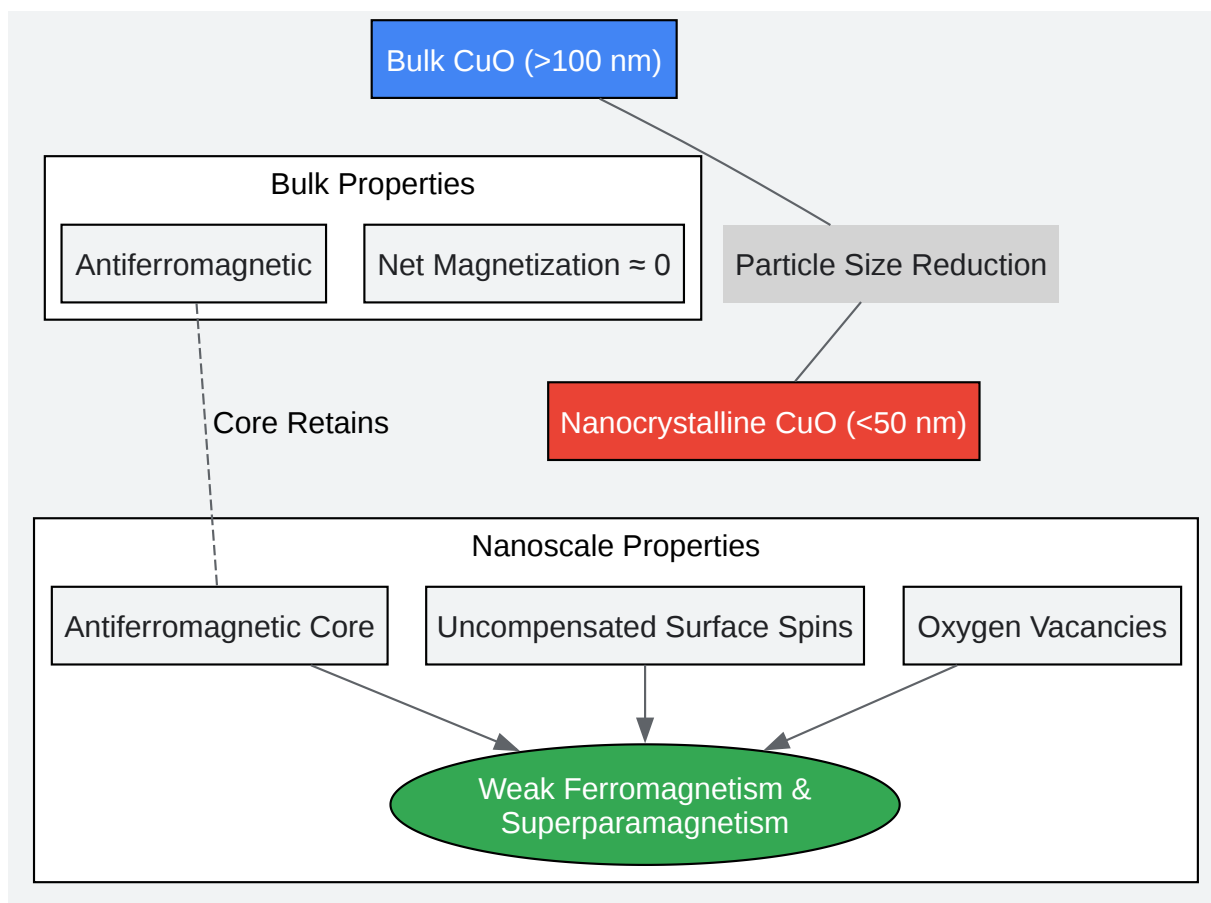 Bulk CuO (>100 nm)
Bulk Properties
Antiferromagnetic
Net Magnetization ≈ 0
Particle Size Reduction
Core Retains
Nanocrystalline CuO (<50 nm)
Nanoscale Properties
Antiferromagnetic Core
Uncompensated Surface Spins
Oxygen Vacancies
Weak Ferromagnetism &
Superparamagnetism